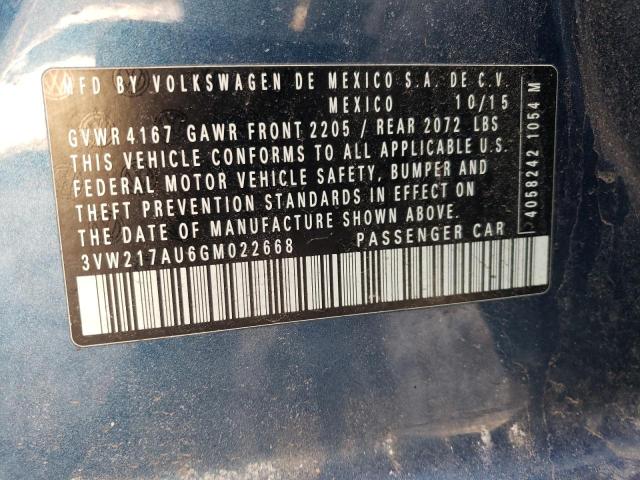 MFD BY VOLKSWAGEN DE MEXICO S.A. DE C.V.
MEXICO 10/15
GVWR 4167 GAWR FRONT 2205 / REAR 2072 LBS
THIS VEHICLE CONFORMS TO ALL APPLICABLE U.S.
FEDERAL MOTOR VEHICLE SAFETY, BUMPER AND
THEFT PREVENTION STANDARDS IN EFFECT ON
THE DATE OF MANUFACTURE SHOWN ABOVE.
3VW217AU6GM022668 PASSENGER CAR
4058242 1054 M